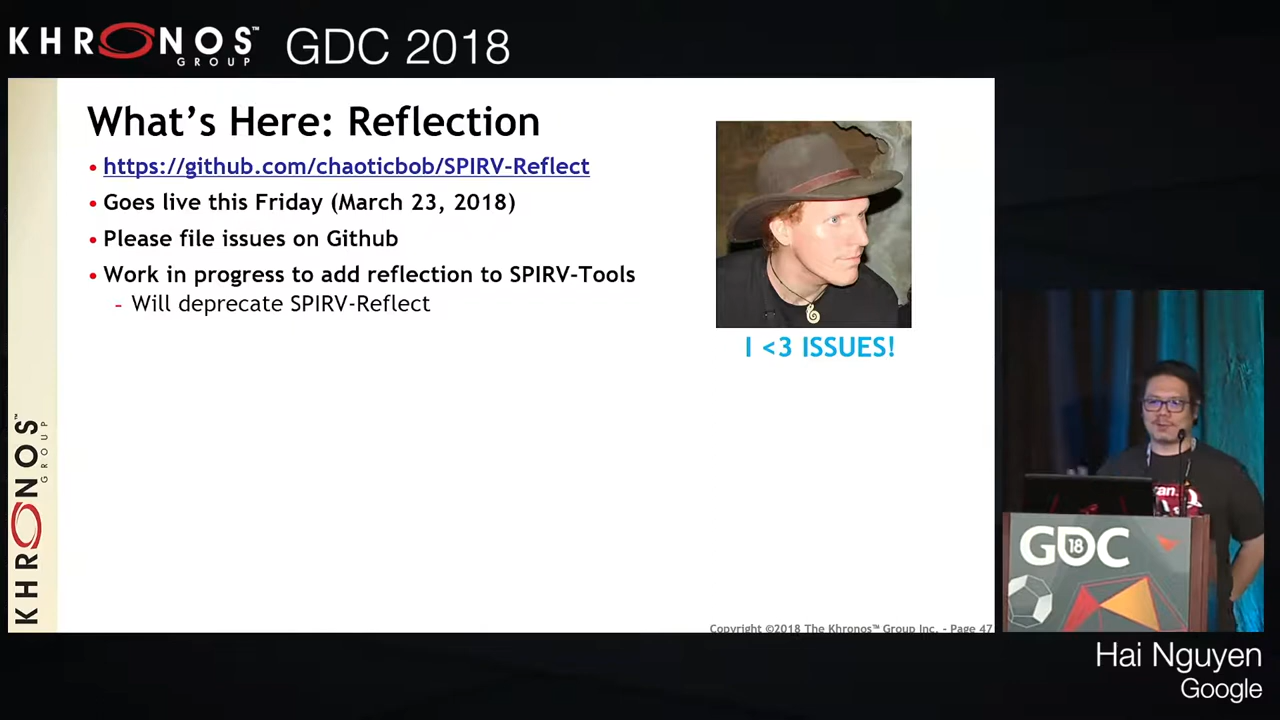 KHRONOS™ GROUP GDC 2018
What's Here: Reflection
• https://github.com/chaoticbob/SPIRV-Reflect
• Goes live this Friday (March 23, 2018)
• Please file issues on Github
• Work in progress to add reflection to SPIRV-Tools
- Will deprecate SPIRV-Reflect
I <3 ISSUES!
KHRONOS™ GROUP
Copyright ©2018 The Khronos™ Group Inc. - Page 47
GDC
18
Hai Nguyen
Google